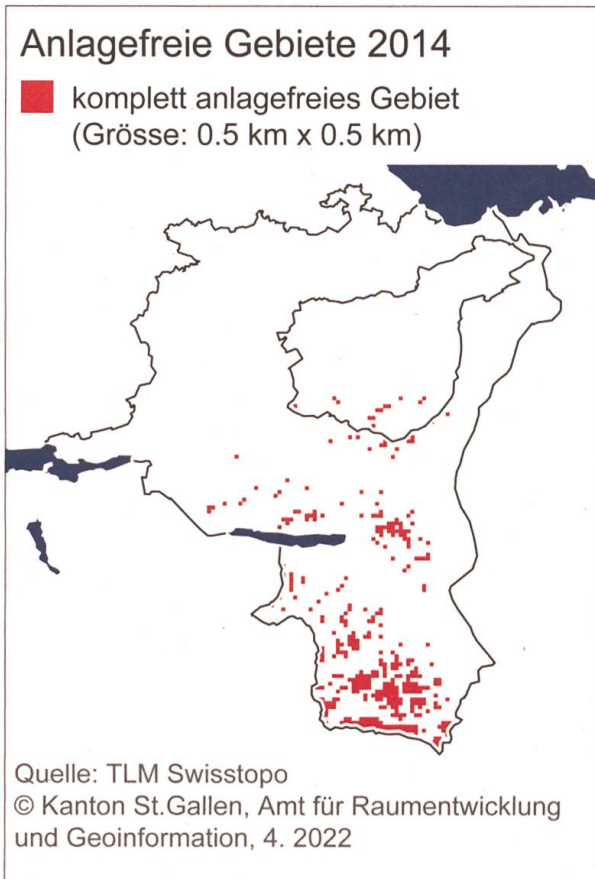 Anlagefreie Gebiete 2014
komplett anlagefreies Gebiet
(Grösse: 0.5 km x 0.5 km)
Quelle: TLM Swisstopo
© Kanton St.Gallen, Amt für Raumentwicklung
und Geoinformation, 4. 2022